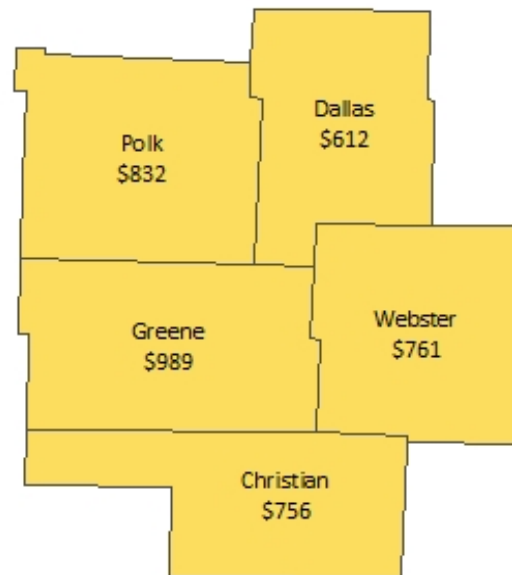 Dallas
$612
Polk
$832
Webster
$761
Greene
$989
Christian
$756